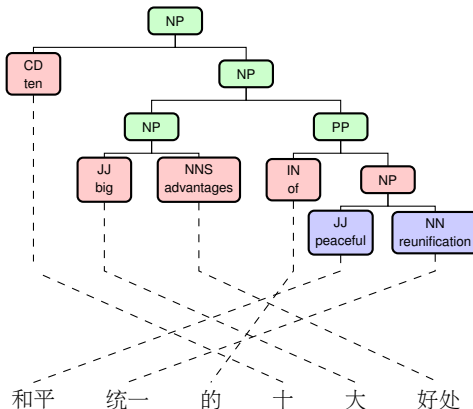 NP
CD
ten
NP
NP
PP
JJ
big
NNS
advantages
IN
of
NP
JJ
peaceful
NN
reunification
和平 统一 的 十 大 好处